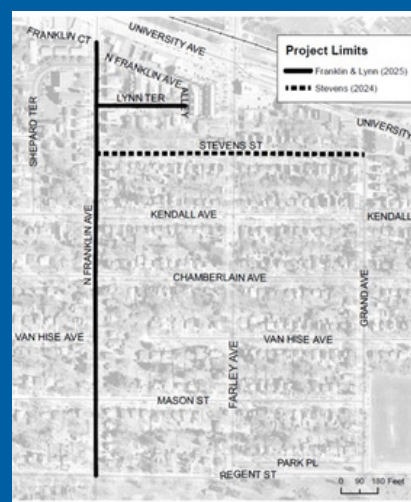 FRANKLIN CT
UNIVERSITY AVE
Project Limits
Franklin & Lynn (2025)
Stevens (2024)
N FRANKLIN AVE
ALLEY
LYNN TER
SHEPARD TER
UNIVERSITY
STEVENS ST
KENDALL AVE
KENDALL
N FRANKLIN AVE
CHAMBERLAIN AVE
GRAND AVE
VAN HISE AVE
FARLEY AVE
VAN HISE AVE
MASON ST
PARK PL
REGENT ST
0 90 180 Feet